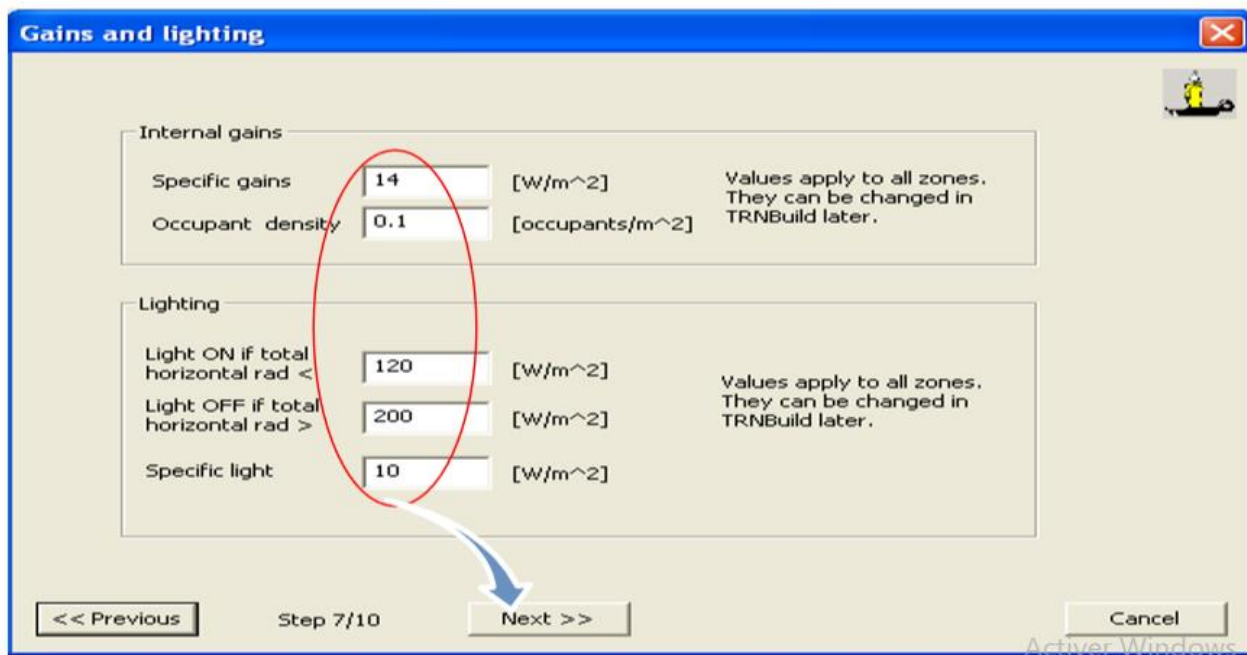 Gains and lighting
Internal gains
Specific gains 14 [W/m^2]
Occupant density 0.1 [occupants/m^2]
Values apply to all zones.
They can be changed in
TRNBuild later.
Lighting
Light ON if total
horizontal rad < 120 [W/m^2]
Light OFF if total
horizontal rad > 200 [W/m^2]
Specific light 10 [W/m^2]
Values apply to all zones.
They can be changed in
TRNBuild later.
<< Previous Step 7/10 Next >> Cancel
Activer Windows